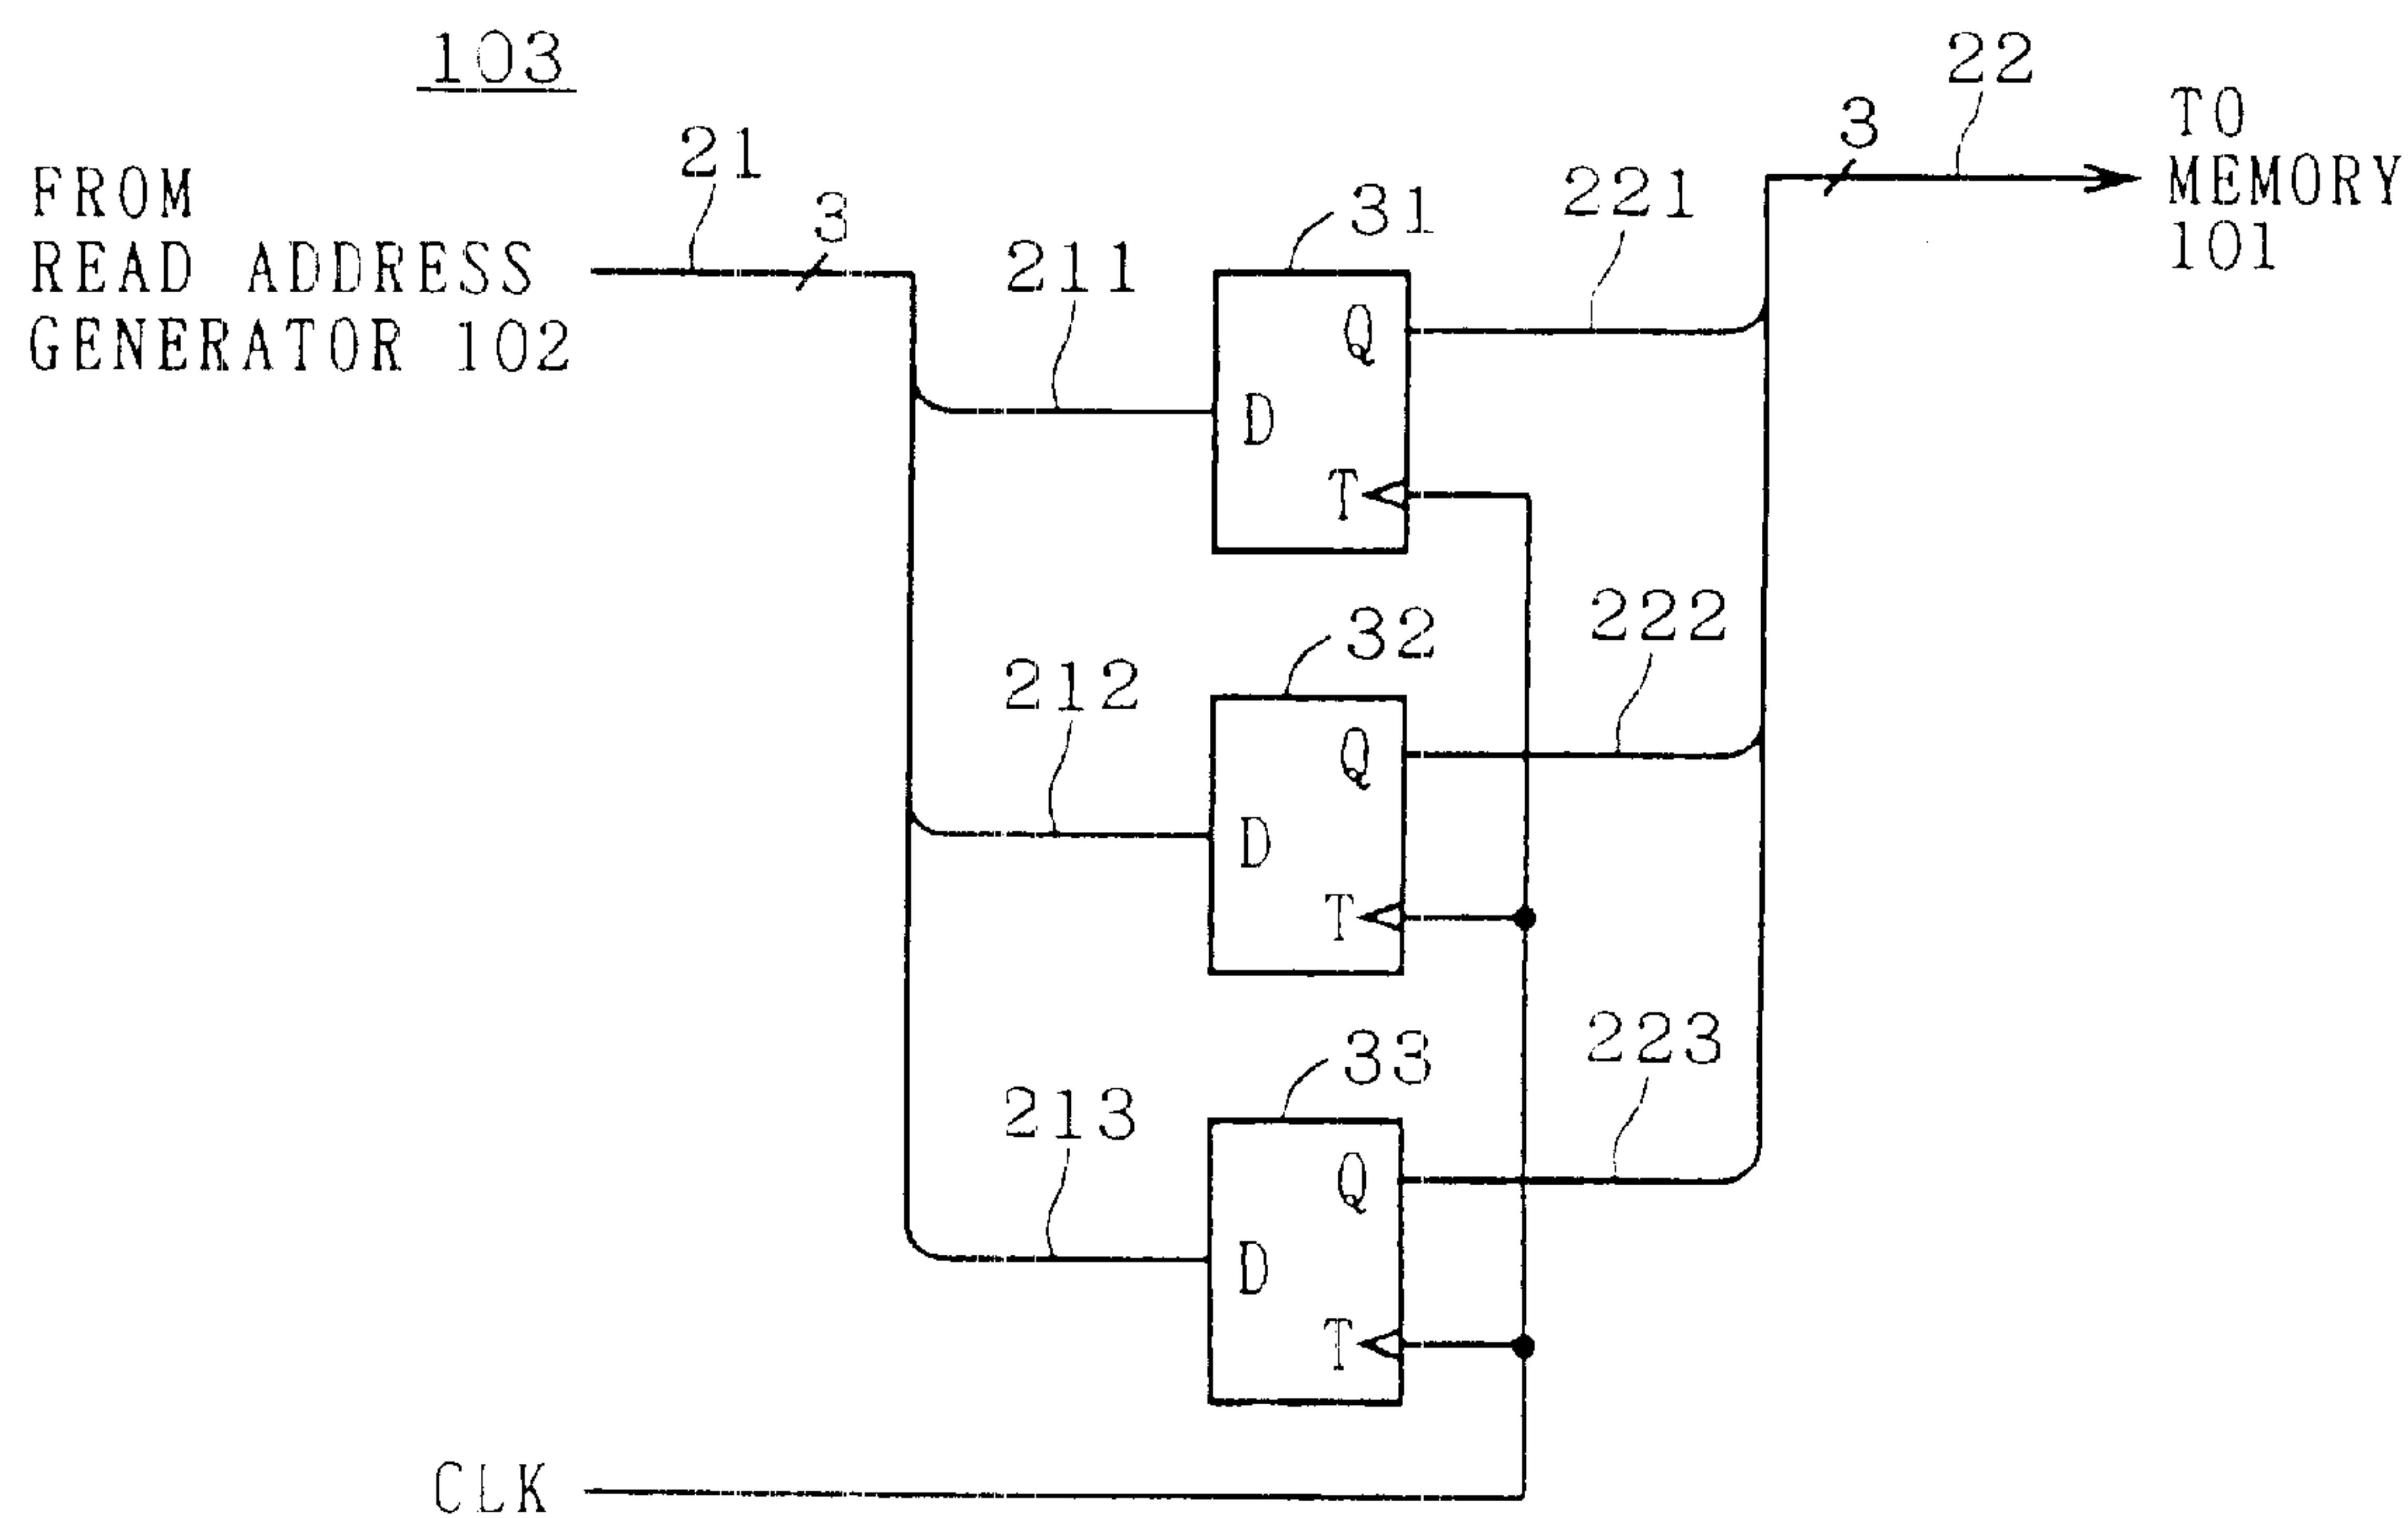 103
FROM
READ ADDRESS
GENERATOR 102
21
3
211
31
221
3
22
TO
MEMORY
101
Q
D
T
212
32
222
Q
D
T
213
33
223
Q
D
T
CLK